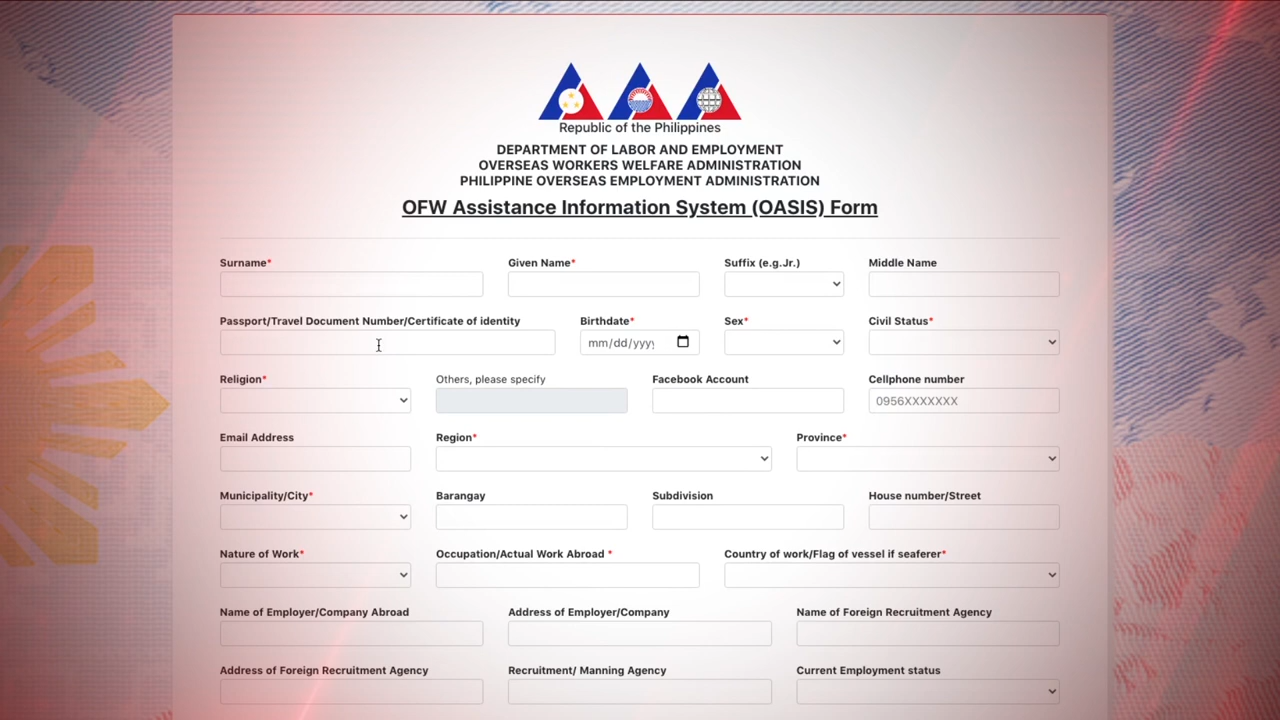 Republic of the Philippines
DEPARTMENT OF LABOR AND EMPLOYMENT
OVERSEAS WORKERS WELFARE ADMINISTRATION
PHILIPPINE OVERSEAS EMPLOYMENT ADMINISTRATION
OFW Assistance Information System (OASIS) Form
Surname* Given Name* Suffix (e.g.Jr.) Middle Name
Passport/Travel Document Number/Certificate of identity Birthdate* Sex* Civil Status*
mm/dd/yyyy
Religion* Others, please specify Facebook Account Cellphone number
0956XXXXXXX
Email Address Region* Province*
Municipality/City* Barangay Subdivision House number/Street
Nature of Work* Occupation/Actual Work Abroad * Country of work/Flag of vessel if seaferer*
Name of Employer/Company Abroad Address of Employer/Company Name of Foreign Recruitment Agency
Address of Foreign Recruitment Agency Recruitment/ Manning Agency Current Employment status